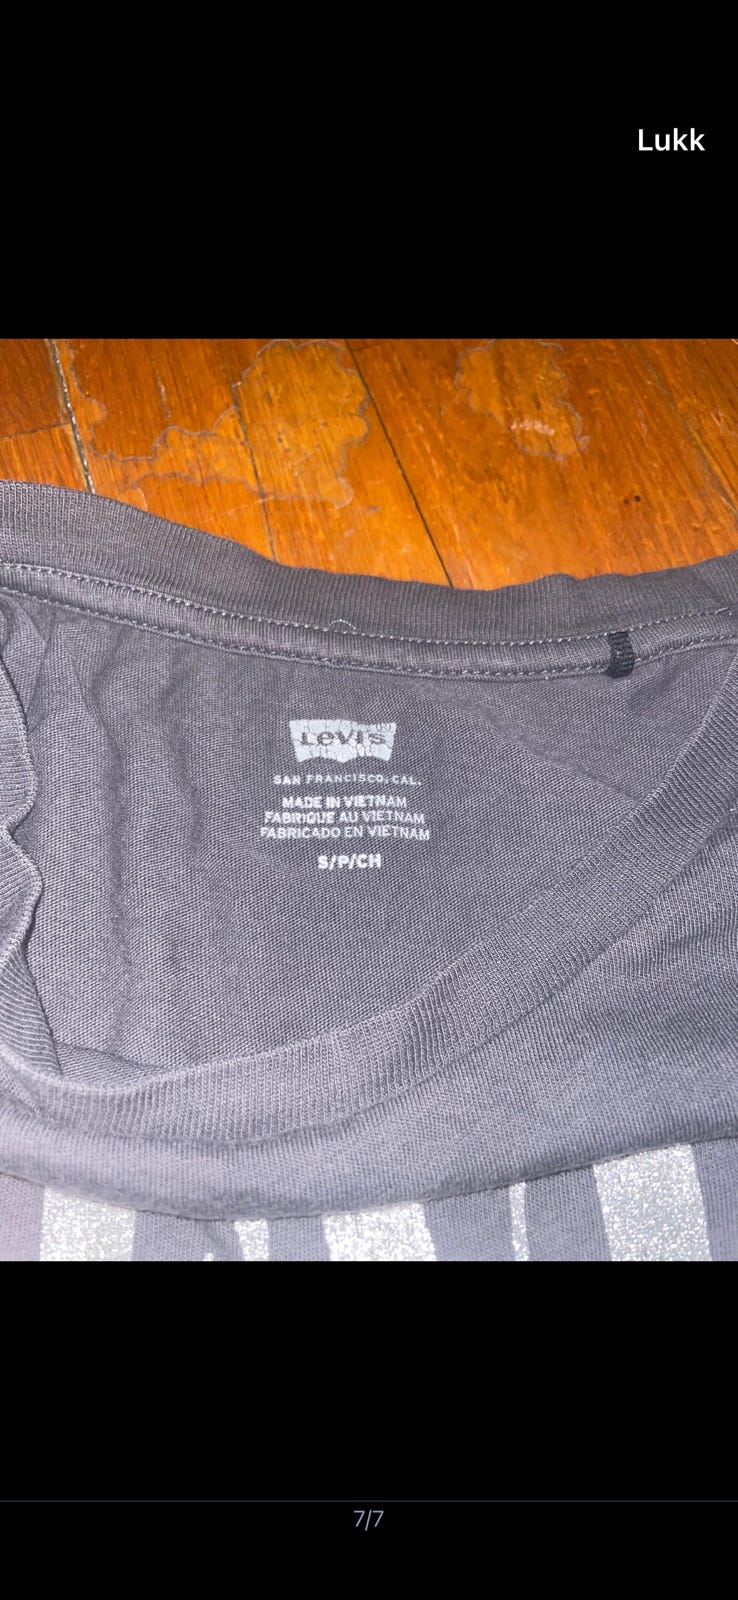 Lukk
Levi's
SAN FRANCISCO, CAL.
MADE IN VIETNAM
FABRIQUE AU VIETNAM
FABRICADO EN VIETNAM
S/P/CH
7/7